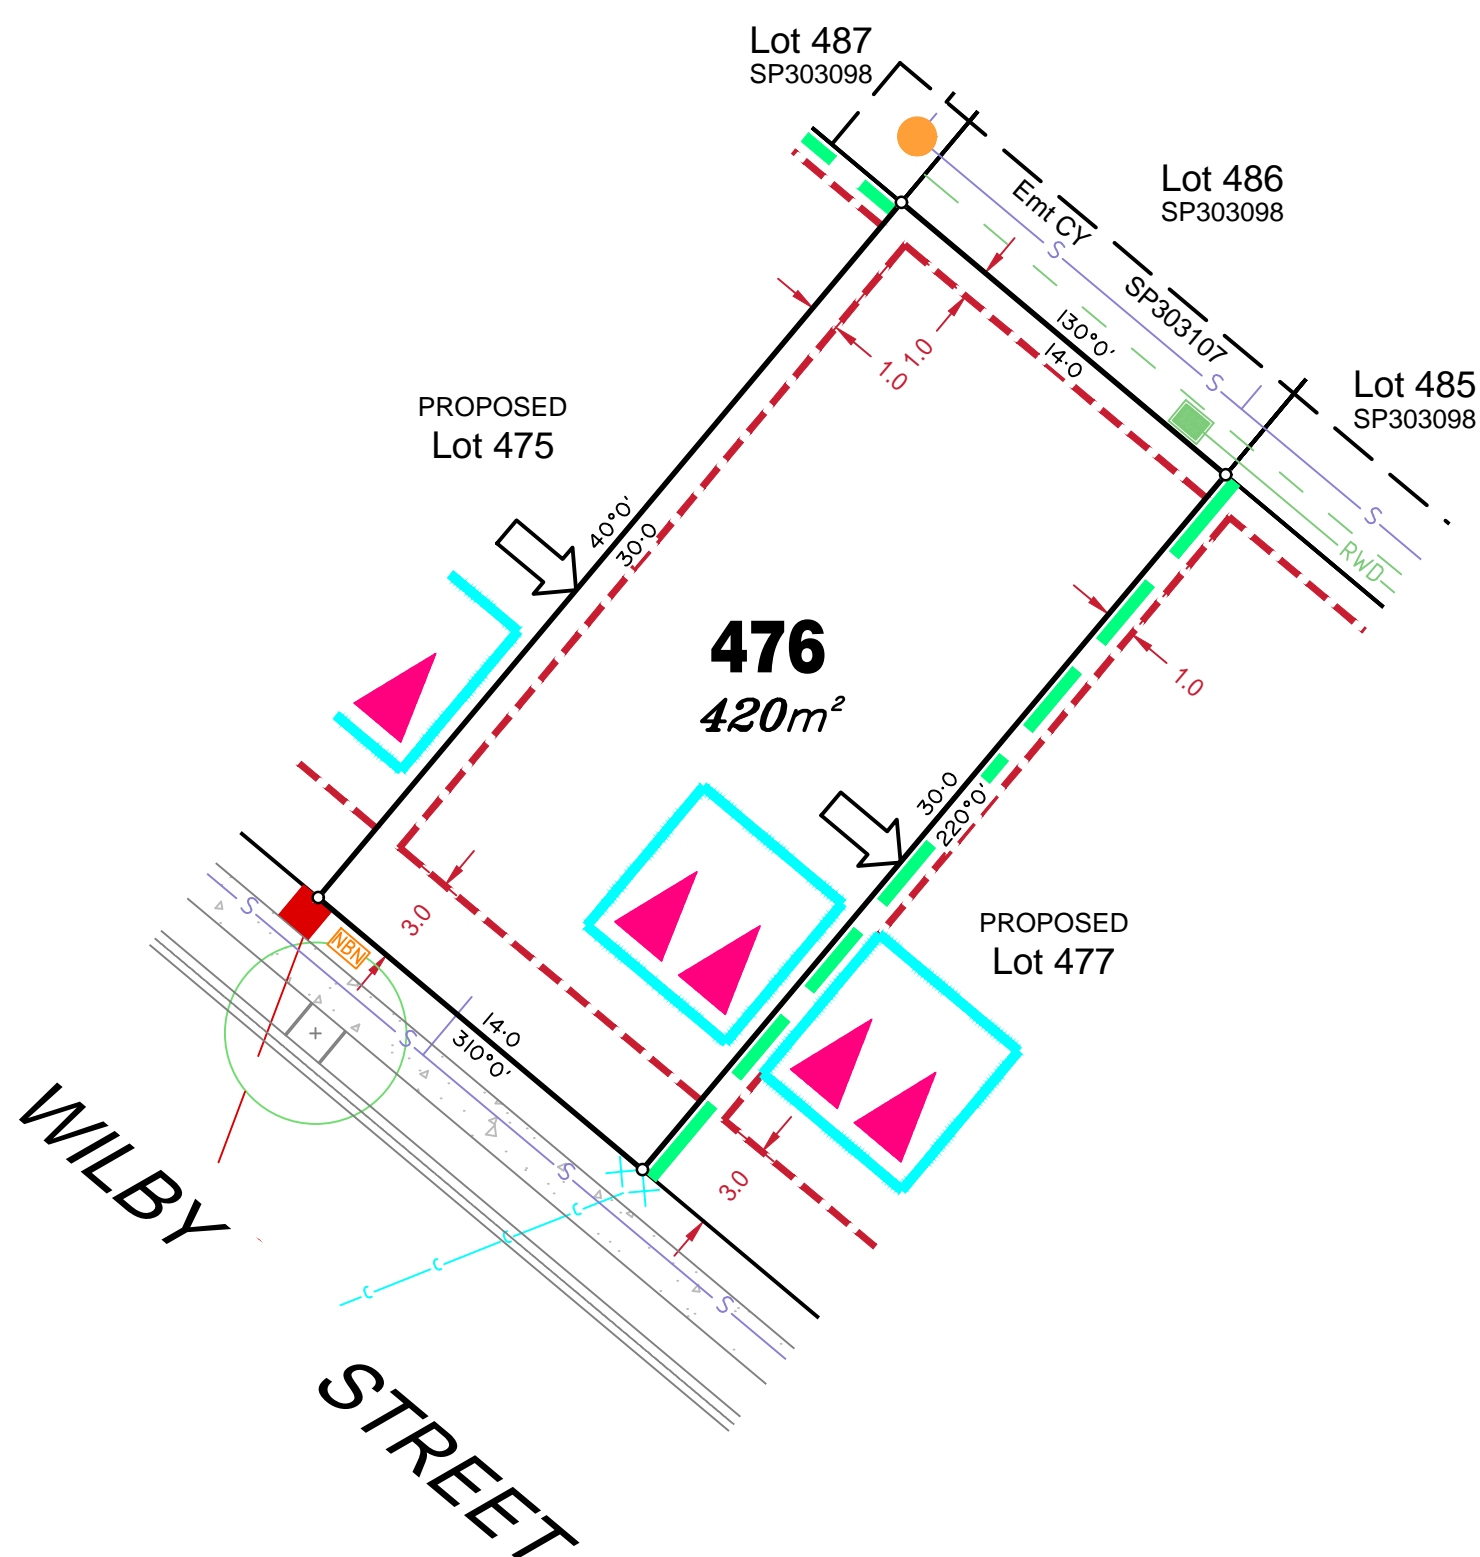 Lot 487
SP303098
Lot 486
SP303098
Emt CY
SP303107
S
S
S
Lot 485
SP303098
130°0'
14·0
1.0
1.0
PROPOSED
Lot 475
40°0'
30·0
RWD
476
420m²
1.0
30·0
220°0'
PROPOSED
Lot 477
3.0
S
NBN
14·0
310°0'
S
S
3.0
C
C
C
C
S
WILBY
STREET